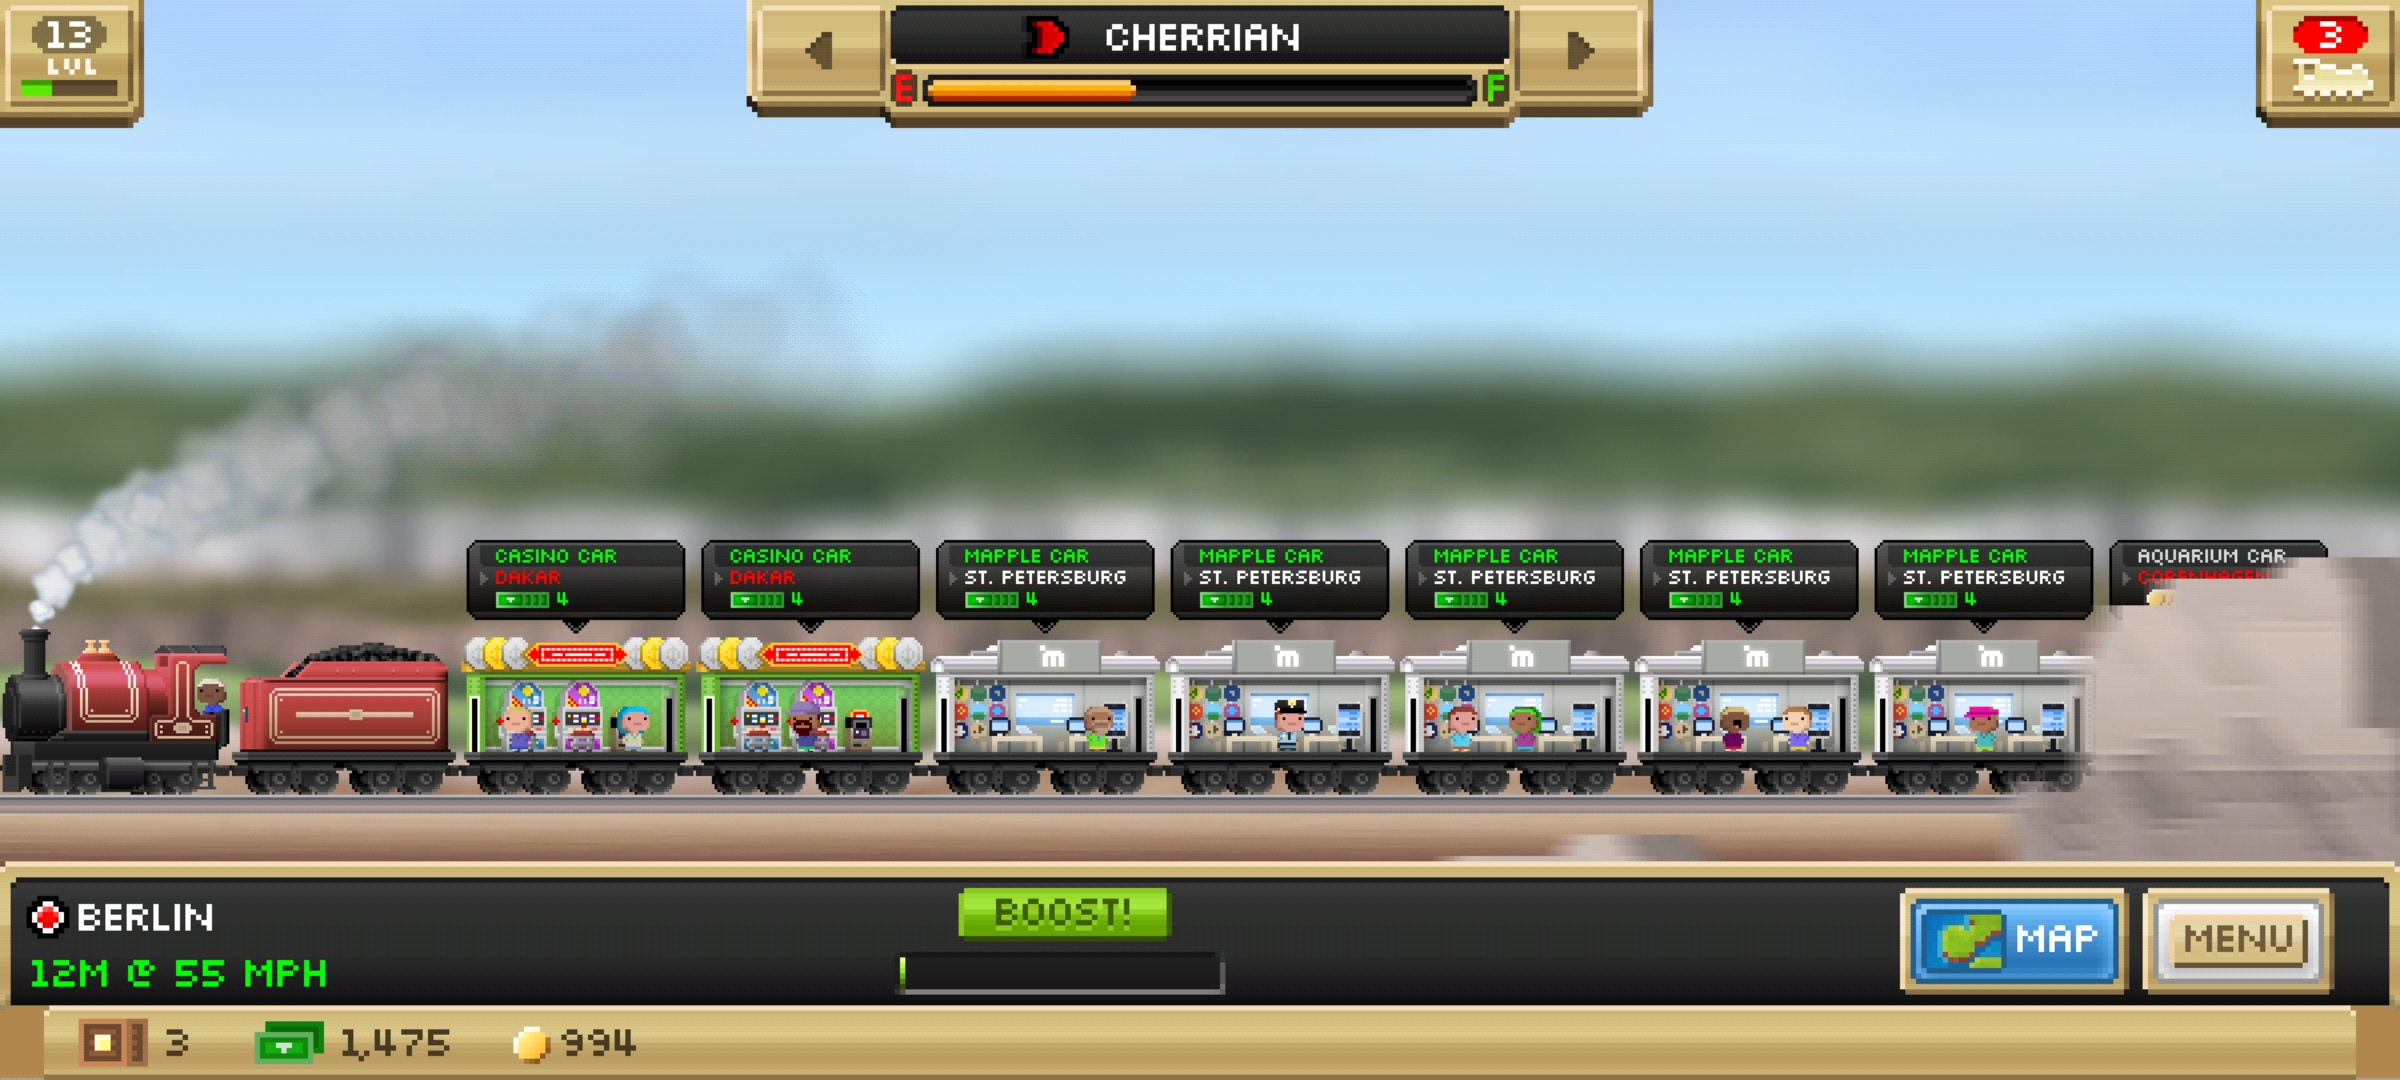 13
LVL
CHERRIAN
E F
3
CASINO CAR
DAKAR
4
CASINO CAR
DAKAR
4
MAPPLE CAR
ST. PETERSBURG
4
MAPPLE CAR
ST. PETERSBURG
4
MAPPLE CAR
ST. PETERSBURG
4
MAPPLE CAR
ST. PETERSBURG
4
MAPPLE CAR
ST. PETERSBURG
4
AQUARIUM CAR
COPENHAGEN
m
m
m
m
m
BERLIN
12M @ 55 MPH
BOOST!
MAP
MENU
3
1,475
994